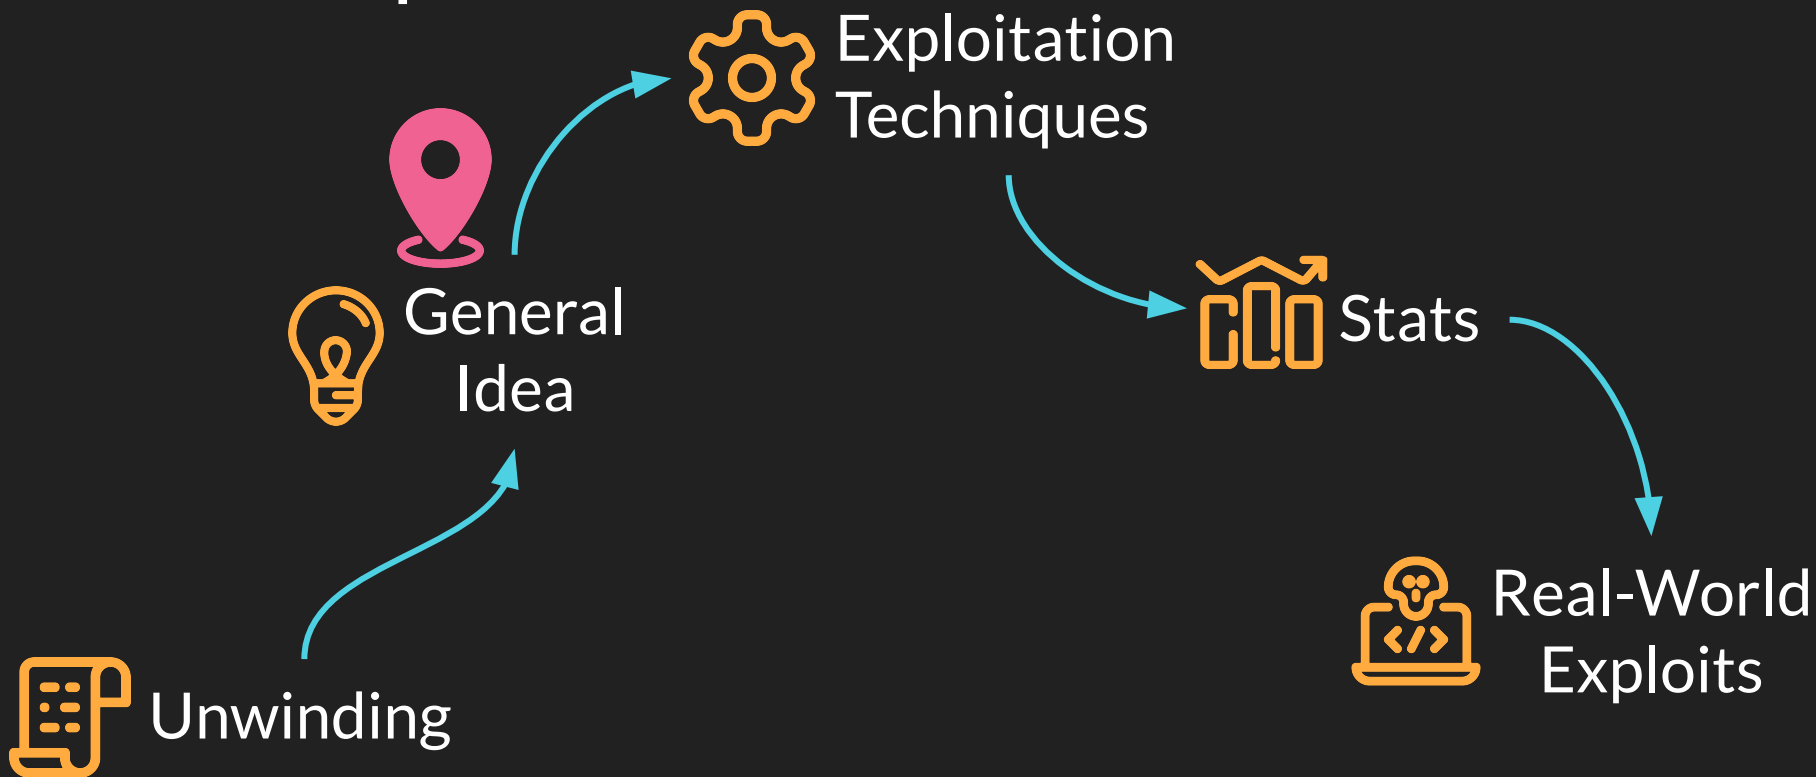 Exploitation
Techniques
General
Idea
Stats
Real-World
Exploits
Unwinding